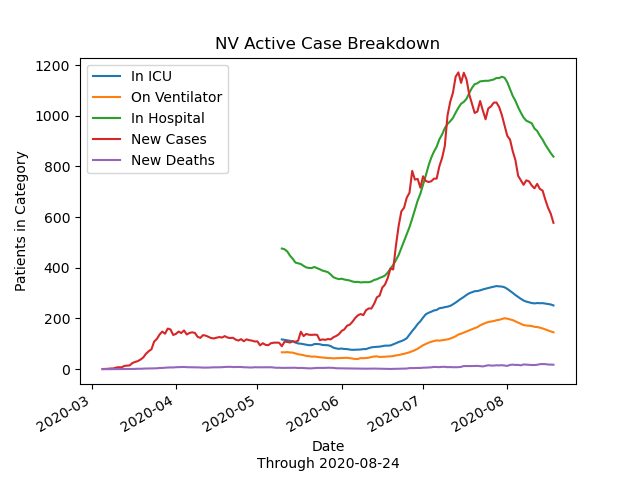 NV Active Case Breakdown
In ICU
On Ventilator
In Hospital
New Cases
New Deaths
Patients in Category
1200
1000
800
600
400
200
0
2020-03
2020-04
2020-05
2020-06
2020-07
2020-08
Date
Through 2020-08-24